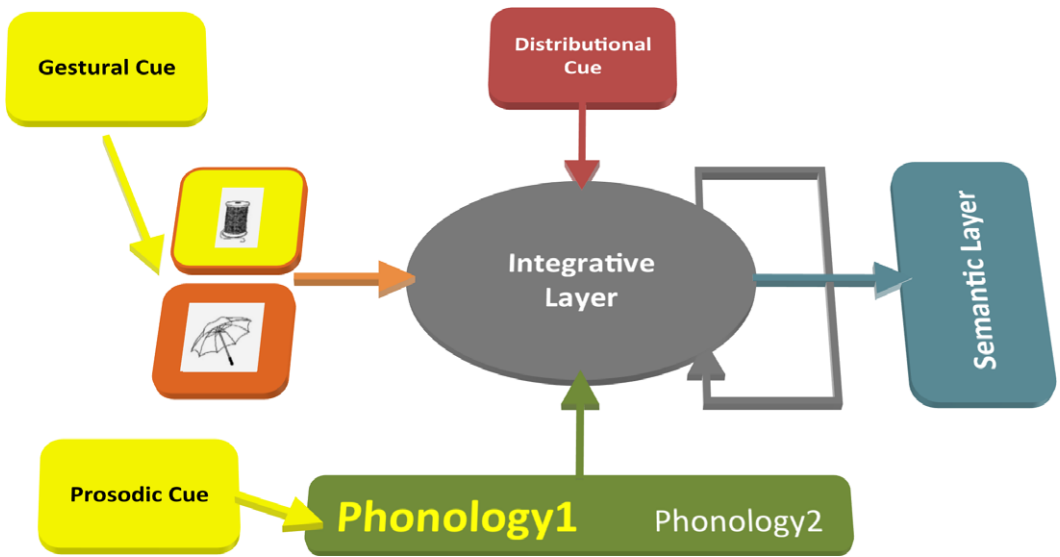 Gestural Cue
Distributional
Cue
Integrative
Layer
Semantic Layer
Prosodic Cue
Phonology1
Phonology2